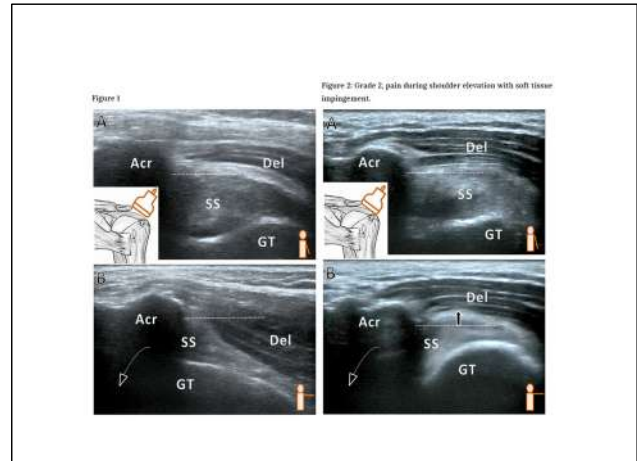 Figure 1
Figure 2: Grade 2, pain during shoulder elevation with soft tissue
impingement.
A
Acr
Del
SS
GT
B
Acr
SS
Del
GT
A
Acr
Del
SS
GT
B
Del
Acr
SS
GT